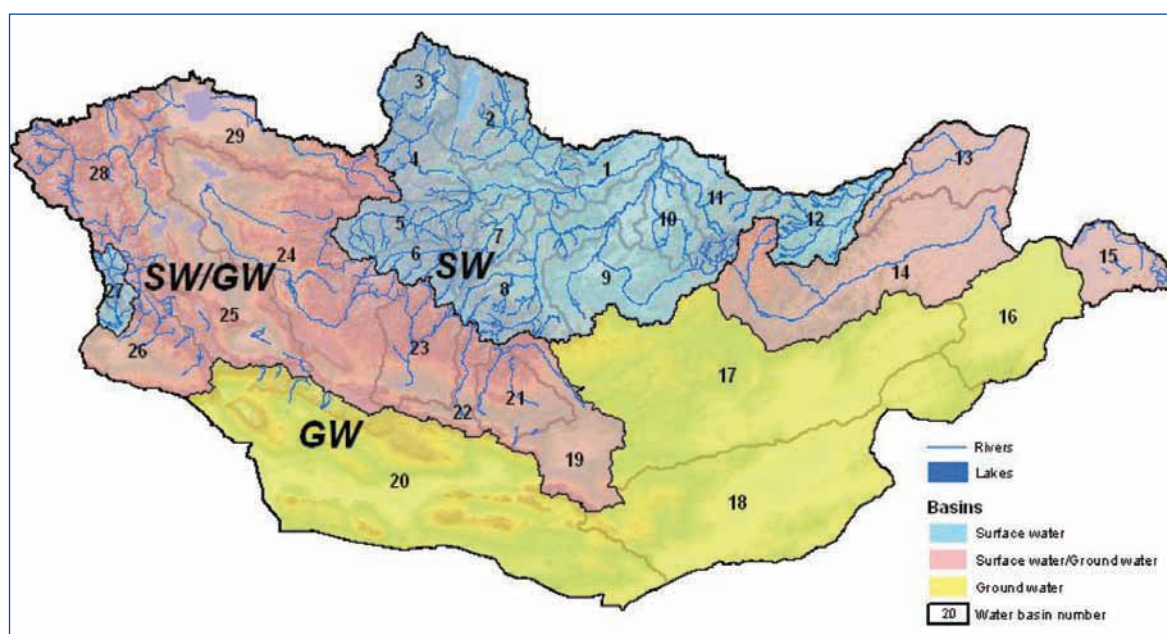 3
2
29
1
13
4
28
11
10
12
5
7
15
6
SW
24
9
14
SW/GW
8
27
16
25
23
17
26
21
22
GW
19
20
18
Rivers
Lakes
Basins
Surface water
Surface water/Ground water
Ground water
20 Water basin number